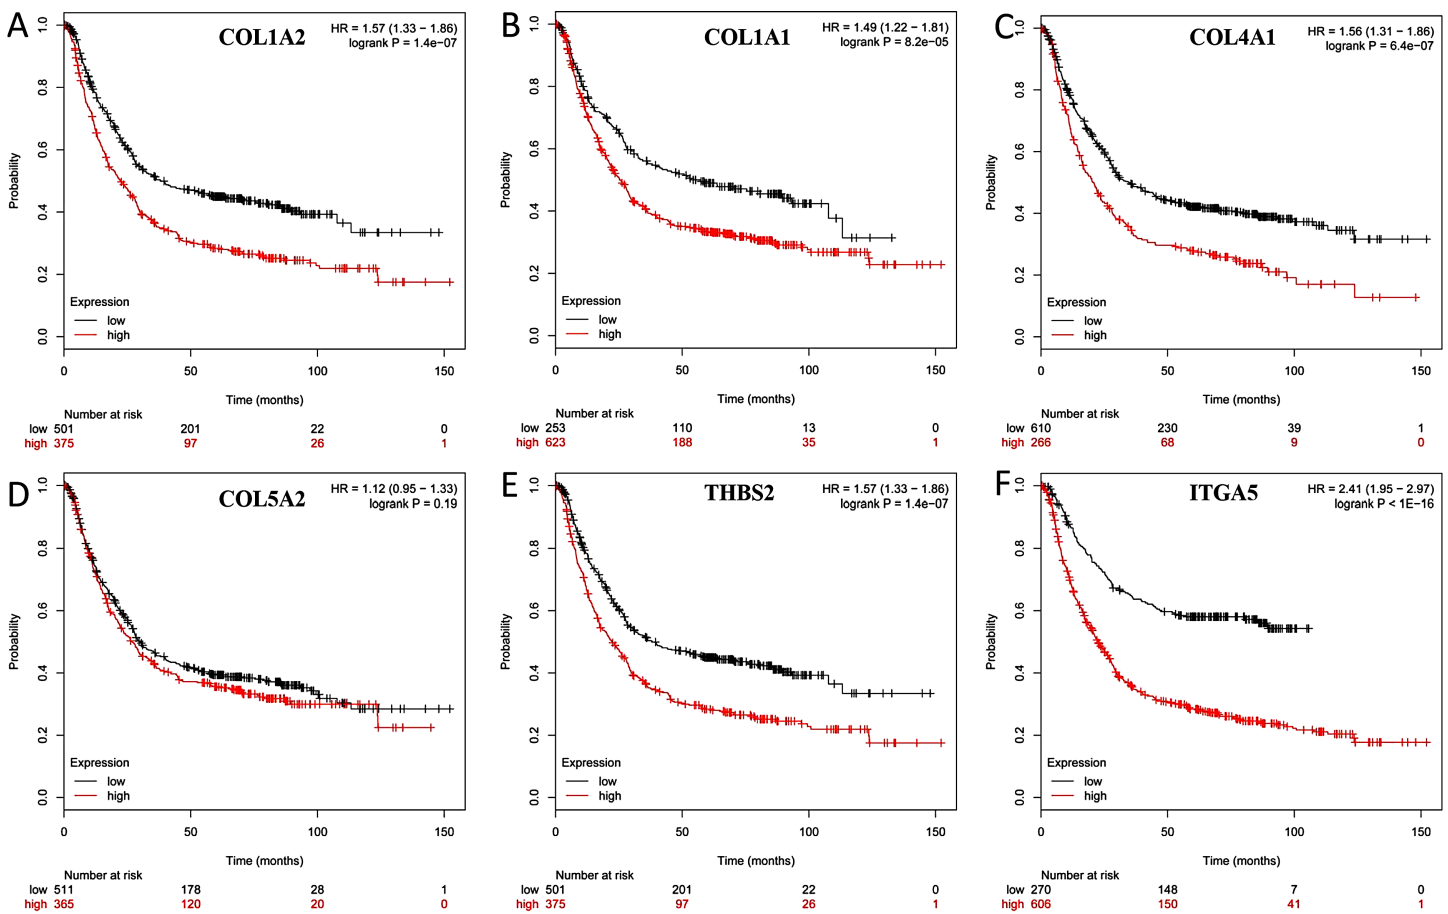 A
COL1A2
HR = 1.57 (1.33 − 1.86)
logrank P = 1.4e−07
Probability
1.0
0.8
0.6
0.4
0.2
0.0
Expression
low
high
0 50 100 150
Time (months)
Number at risk
low 501 201 22 0
high 375 97 26 1
B
COL1A1
HR = 1.49 (1.22 − 1.81)
logrank P = 8.2e−05
Probability
1.0
0.8
0.6
0.4
0.2
0.0
Expression
low
high
0 50 100 150
Time (months)
Number at risk
low 253 110 13 0
high 623 188 35 1
C
COL4A1
HR = 1.56 (1.31 − 1.86)
logrank P = 6.4e−07
Probability
1.0
0.8
0.6
0.4
0.2
0.0
Expression
low
high
0 50 100 150
Time (months)
Number at risk
low 610 230 39 1
high 266 68 9 0
D
COL5A2
HR = 1.12 (0.95 − 1.33)
logrank P = 0.19
Probability
1.0
0.8
0.6
0.4
0.2
0.0
Expression
low
high
0 50 100 150
Time (months)
Number at risk
low 511 178 28 1
high 365 120 20 0
E
THBS2
HR = 1.57 (1.33 − 1.86)
logrank P = 1.4e−07
Probability
1.0
0.8
0.6
0.4
0.2
0.0
Expression
low
high
0 50 100 150
Time (months)
Number at risk
low 501 201 22 0
high 375 97 26 1
F
ITGA5
HR = 2.41 (1.95 − 2.97)
logrank P < 1E−16
Probability
1.0
0.8
0.6
0.4
0.2
0.0
Expression
low
high
0 50 100 150
Time (months)
Number at risk
low 270 148 7 0
high 606 150 41 1